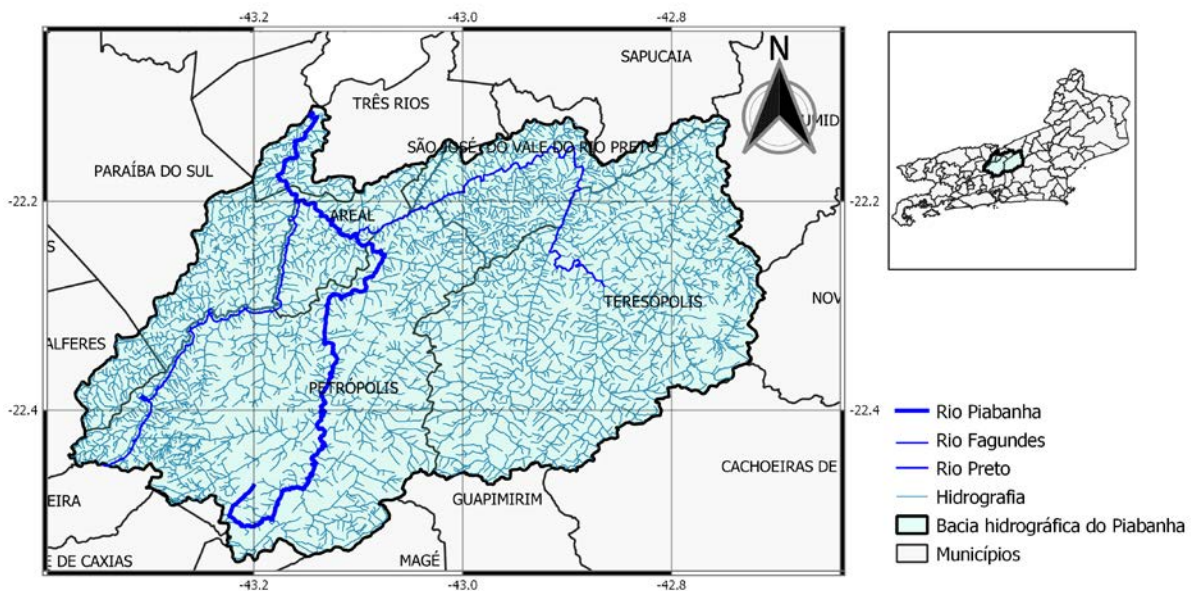 -43.2 -43.0 -42.8
SAPUCAIA
N
TRÊS RIOS
UMID
SÃO JOSÉ DO VALE DO RIO PRETO
PARAÍBA DO SUL
-22.2 -22.2
AREAL
S
TERESÓPOLIS
NOV
ALFERES
PETRÓPOLIS
-22.4 -22.4
CACHOEIRAS DE
EIRA
GUAPIMIRIM
E DE CAXIAS
MAGÉ
-43.2 -43.0 -42.8
Rio Piabanha
Rio Fagundes
Rio Preto
Hidrografia
Bacia hidrográfica do Piabanha
Municípios